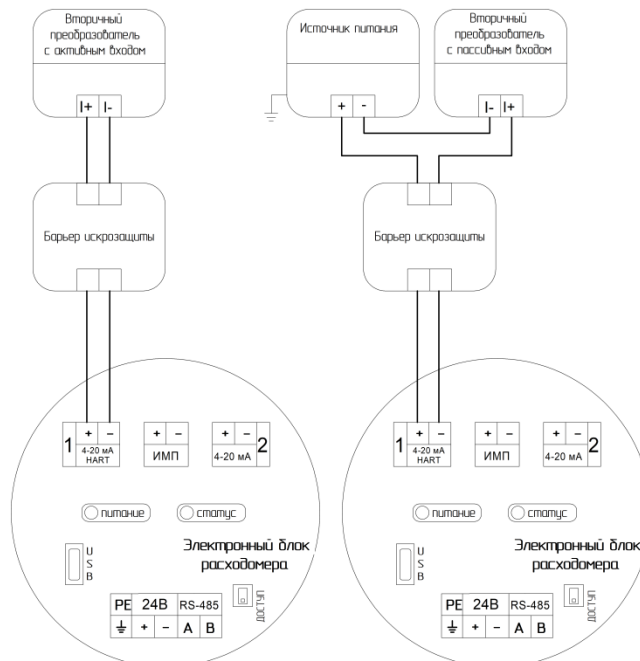 Вторичный
преобразователь
с активным входом
I+ I-
Барьер искрозащиты
1 + - + - + - 2
4-20 мА
HART
ИМП
4-20 мА
питание статус
U
S
B
Электронный блок
расходомера
ДОСТУП
PE 24В RS-485
+ - A B
Источник питания
+ -
Вторичный
преобразователь
с пассивным входом
I- I+
Барьер искрозащиты
1 + - + - + - 2
4-20 мА
HART
ИМП
4-20 мА
питание статус
U
S
B
Электронный блок
расходомера
ДОСТУП
PE 24В RS-485
+ - A B